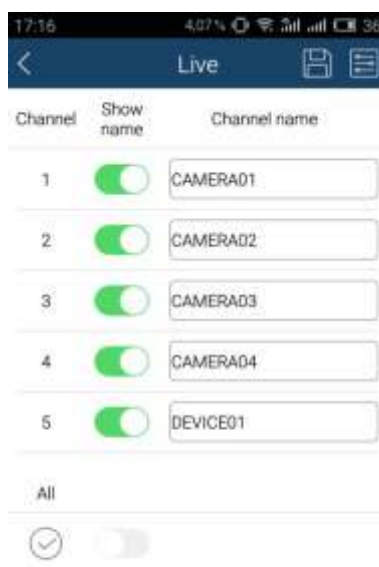 17:16 36
Live
Channel Show name Channel name
1 CAMERA01
2 CAMERA02
3 CAMERA03
4 CAMERA04
5 DEVICE01
All